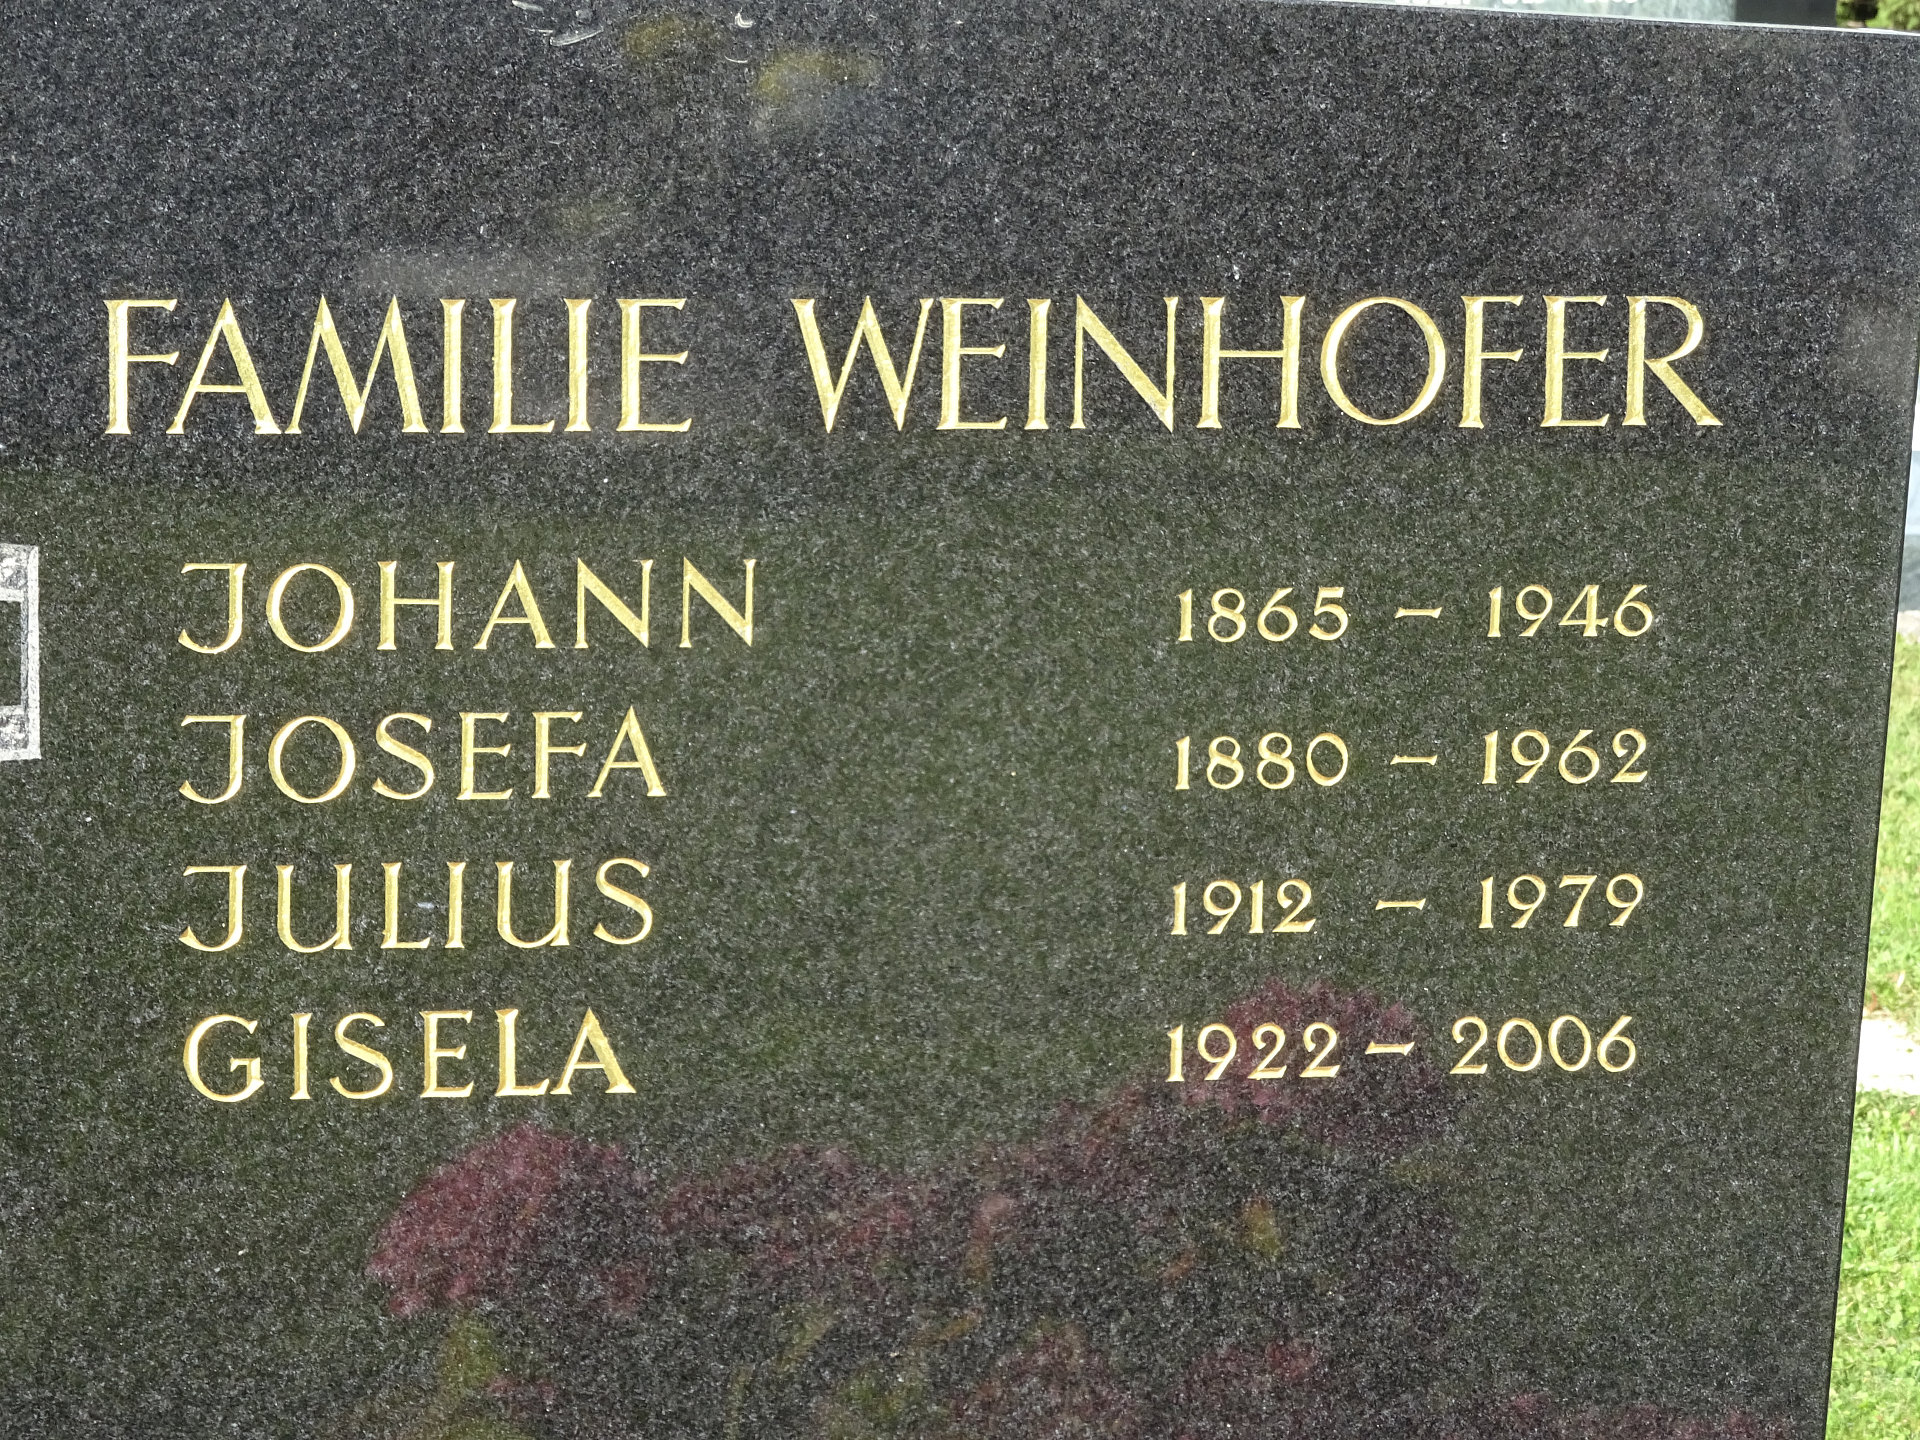 FAMILIE WEINHOFER
JOHANN 1865 – 1946
JOSEFA 1880 – 1962
JULIUS 1912 – 1979
GISELA 1922 – 2006